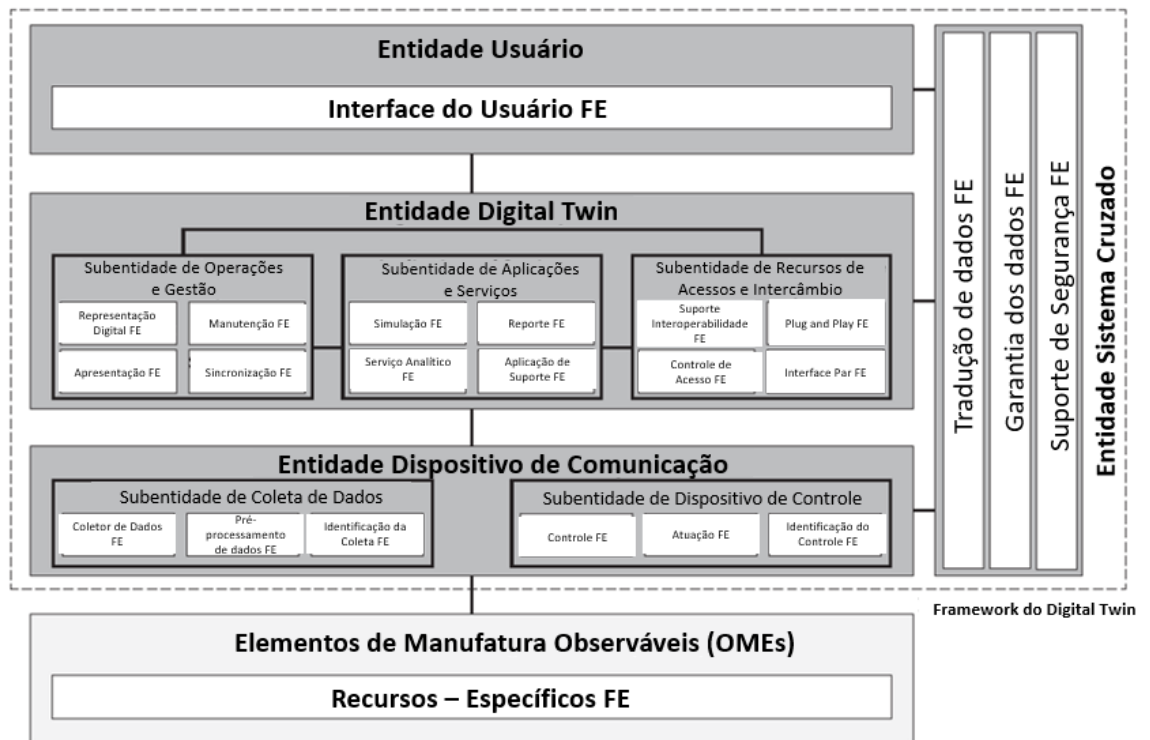 Entidade Usuário
Interface do Usuário FE
Entidade Digital Twin
Subentidade de Operações
e Gestão
Representação
Digital FE
Manutenção FE
Apresentação FE
Sincronização FE
Subentidade de Aplicações
e Serviços
Simulação FE
Reporte FE
Serviço Analítico
FE
Aplicação de
Suporte FE
Subentidade de Recursos de
Acessos e Intercâmbio
Suporte
Interoperabilidade
FE
Plug and Play FE
Controle de
Acesso FE
Interface Par FE
Entidade Dispositivo de Comunicação
Subentidade de Coleta de Dados
Coletor de Dados
FE
Pré-
processamento
de dados FE
Identificação da
Coleta FE
Subentidade de Dispositivo de Controle
Controle FE
Atuação FE
Identificação do
Controle FE
Tradução de dados FE
Garantia dos dados FE
Suporte de Segurança FE
Entidade Sistema Cruzado
Framework do Digital Twin
Elementos de Manufatura Observáveis (OMEs)
Recursos – Específicos FE